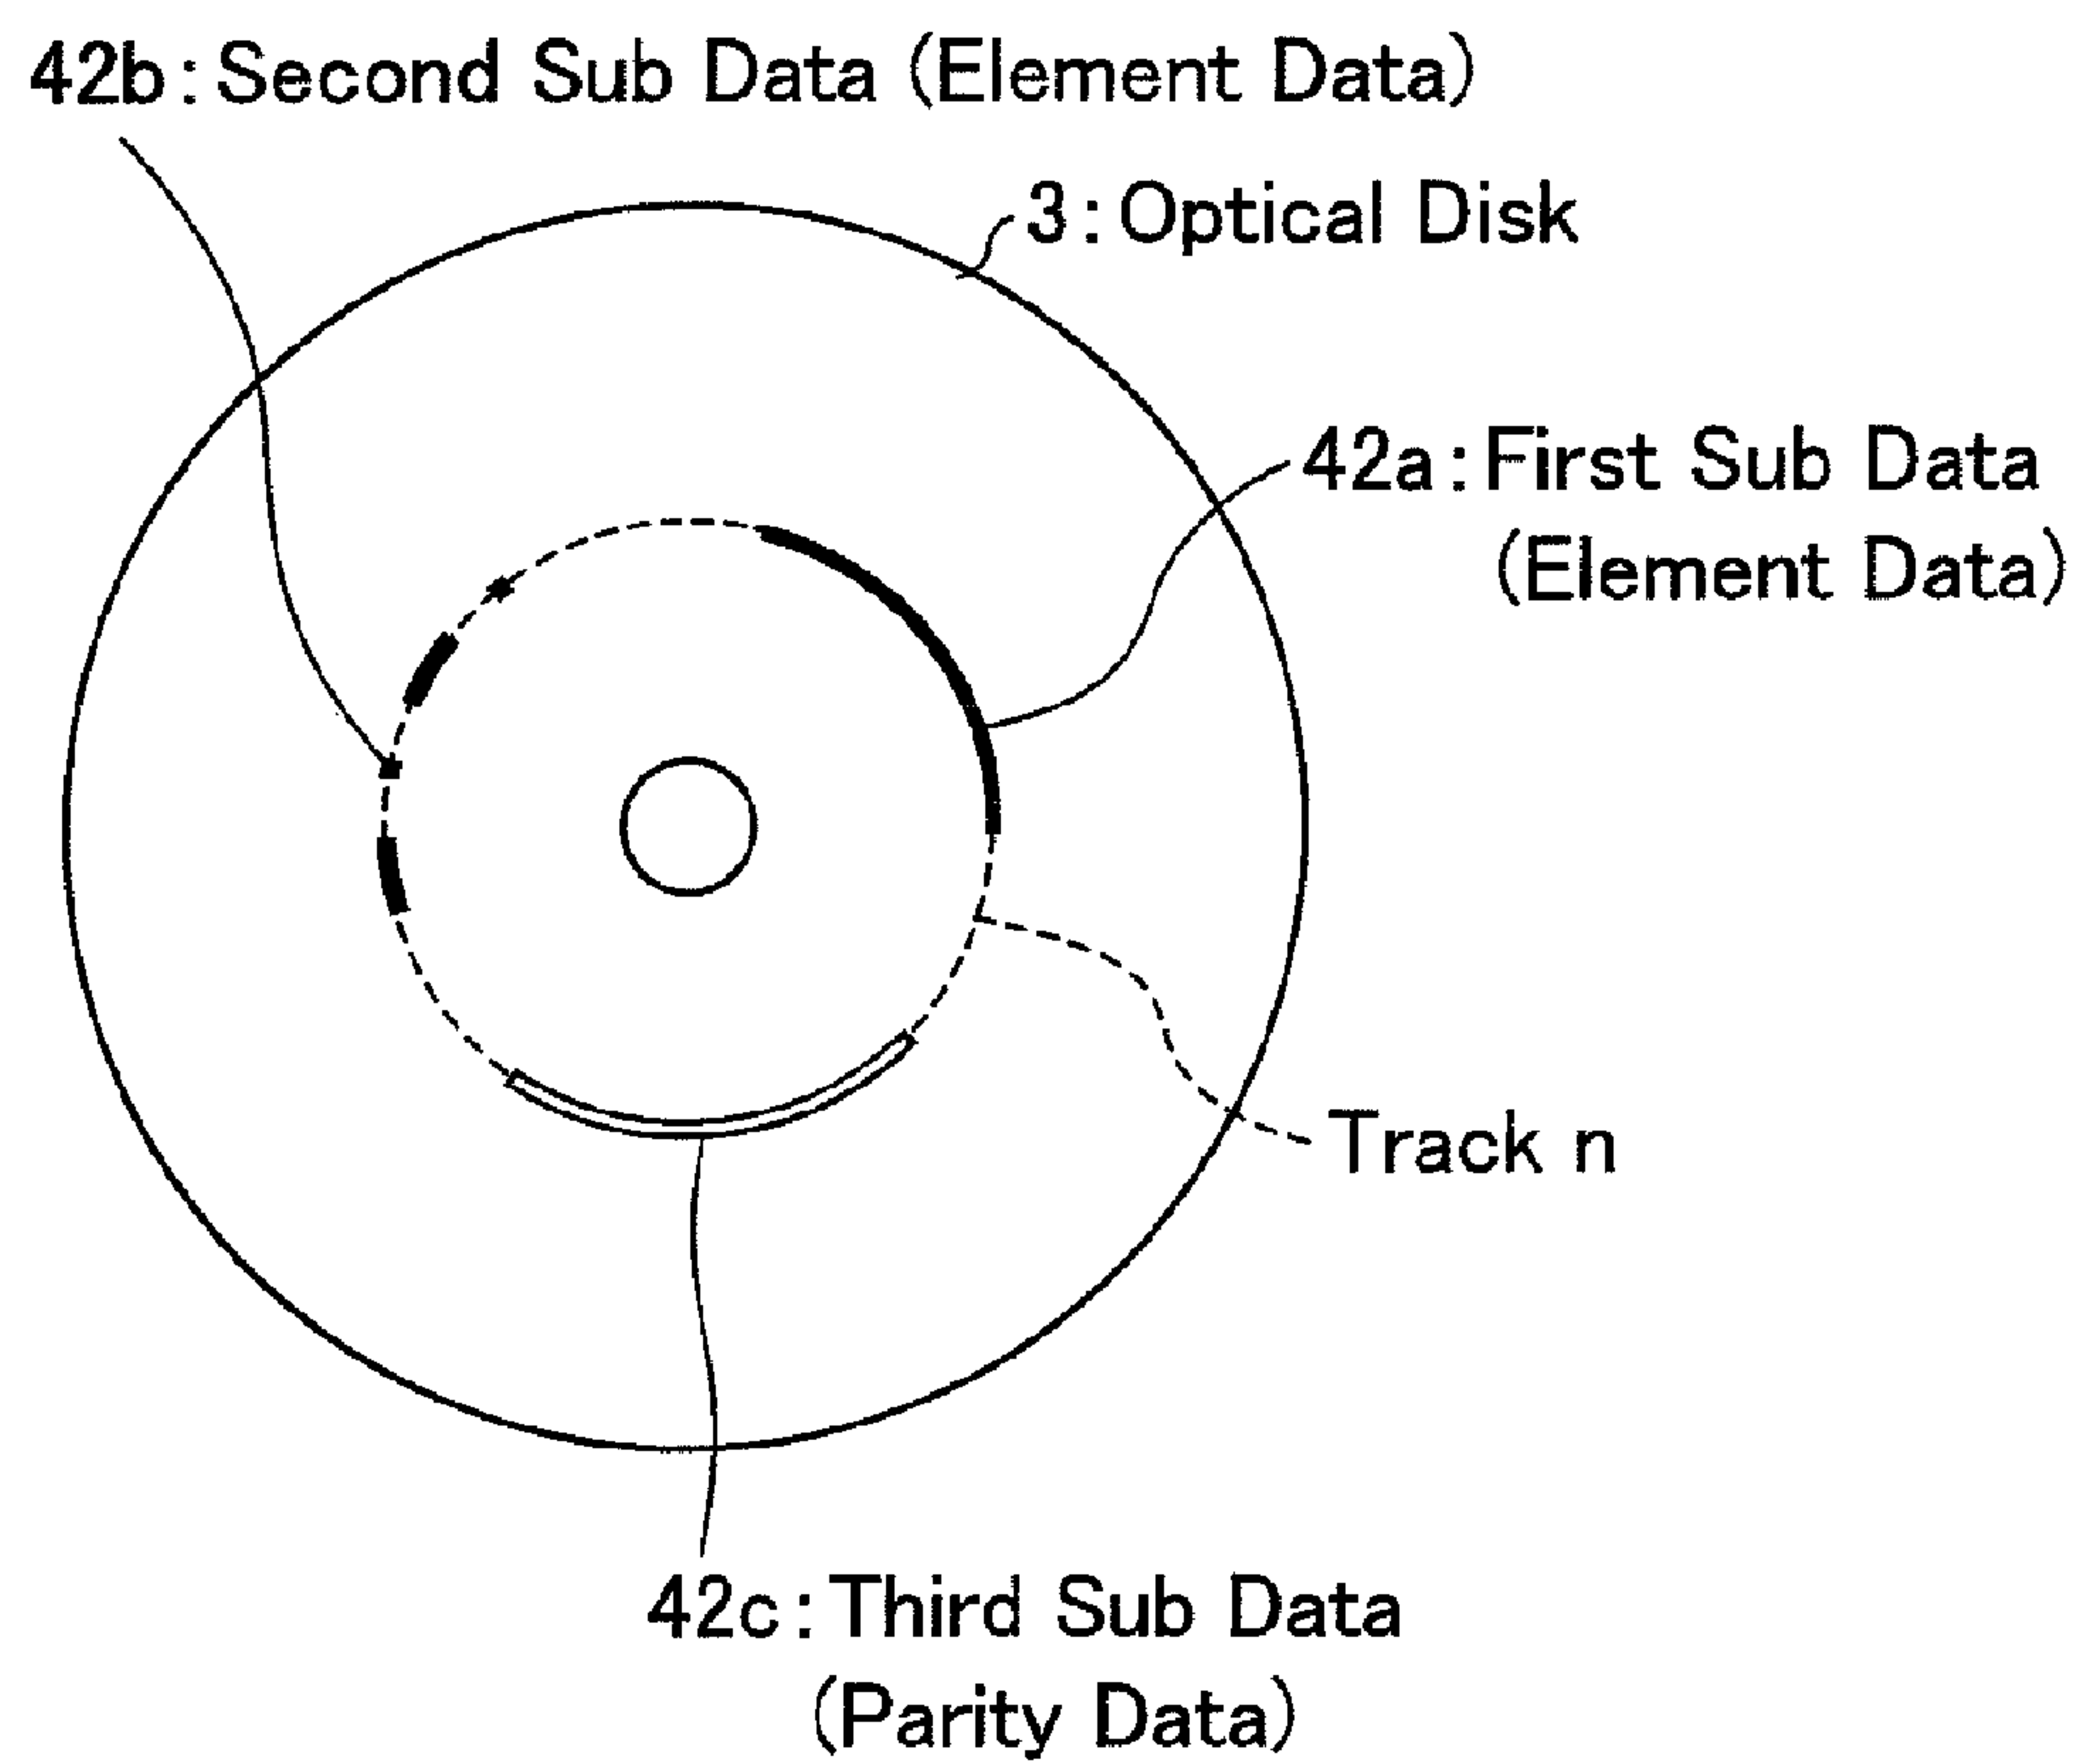 42b:Second Sub Data (Element Data)
3:Optical Disk
42a:First Sub Data
(Element Data)
Track n
42c:Third Sub Data
(Parity Data)